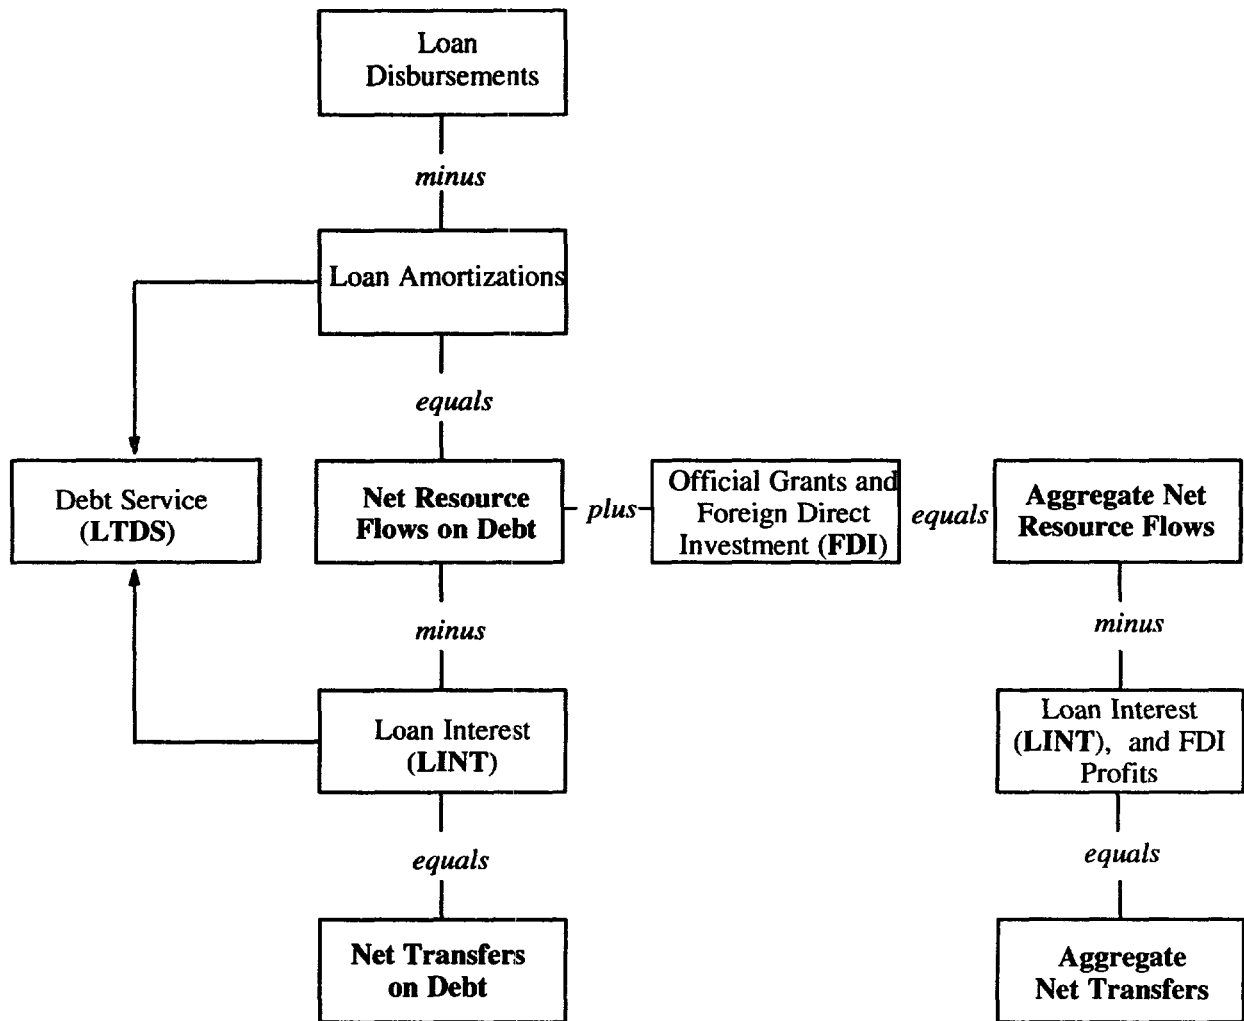 Loan
Disbursements
minus
Loan Amortizations
equals
Debt Service
(LTDS)
Net Resource
Flows on Debt
plus
Official Grants and
Foreign Direct
Investment (FDI)
equals
Aggregate Net
Resource Flows
minus
minus
Loan Interest
(LINT)
Loan Interest
(LINT), and FDI
Profits
equals
equals
Net Transfers
on Debt
Aggregate
Net Transfers